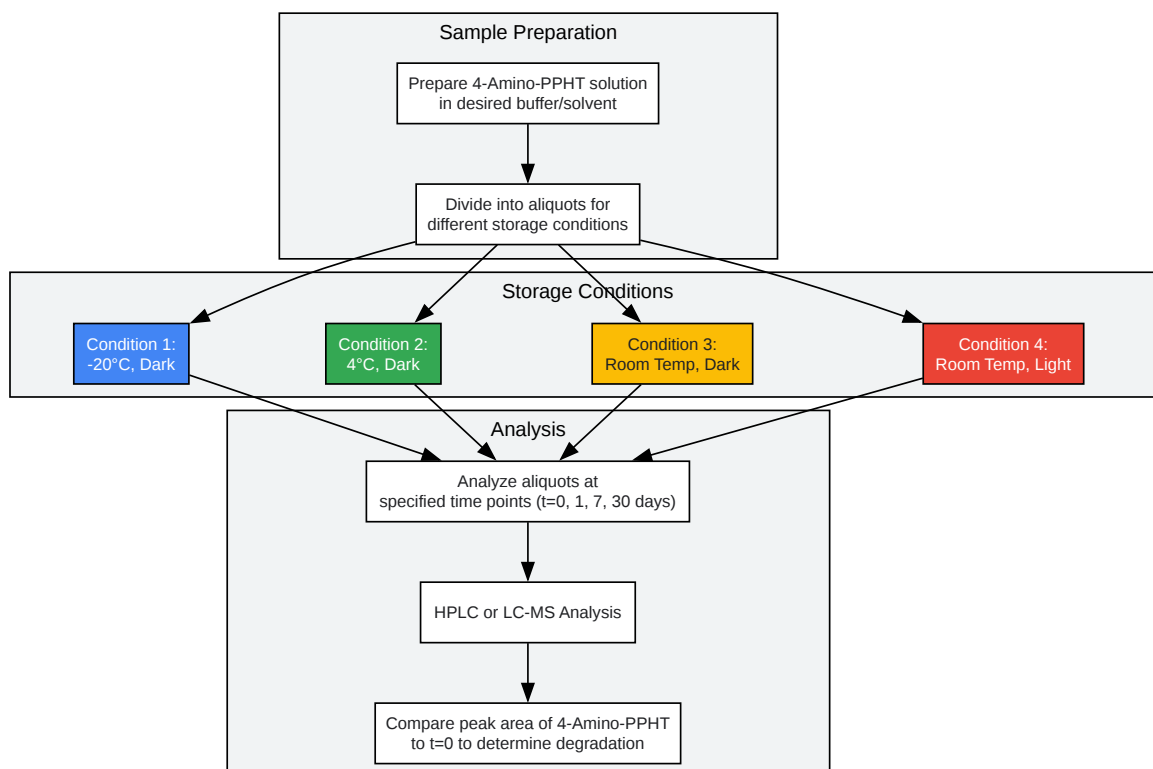 Sample Preparation
Prepare 4-Amino-PPHT solution
in desired buffer/solvent
Divide into aliquots for
different storage conditions
Storage Conditions
Condition 1:
-20°C, Dark
Condition 2:
4°C, Dark
Condition 3:
Room Temp, Dark
Condition 4:
Room Temp, Light
Analysis
Analyze aliquots at
specified time points (t=0, 1, 7, 30 days)
HPLC or LC-MS Analysis
Compare peak area of 4-Amino-PPHT
to t=0 to determine degradation